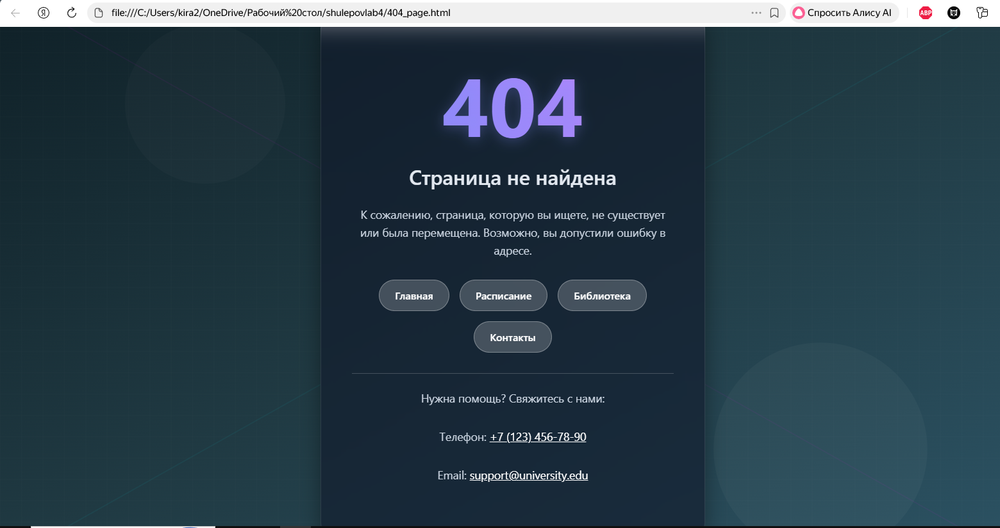 file:///C:/Users/kira2/OneDrive/Рабочий%20стол/shulepovlab4/404_page.html
Спросить Алису AI
ABP
404
Страница не найдена
К сожалению, страница, которую вы ищете, не существует
или была перемещена. Возможно, вы допустили ошибку в
адресе.
Главная
Расписание
Библиотека
Контакты
Нужна помощь? Свяжитесь с нами:
Телефон: +7 (123) 456-78-90
Email: support@university.edu